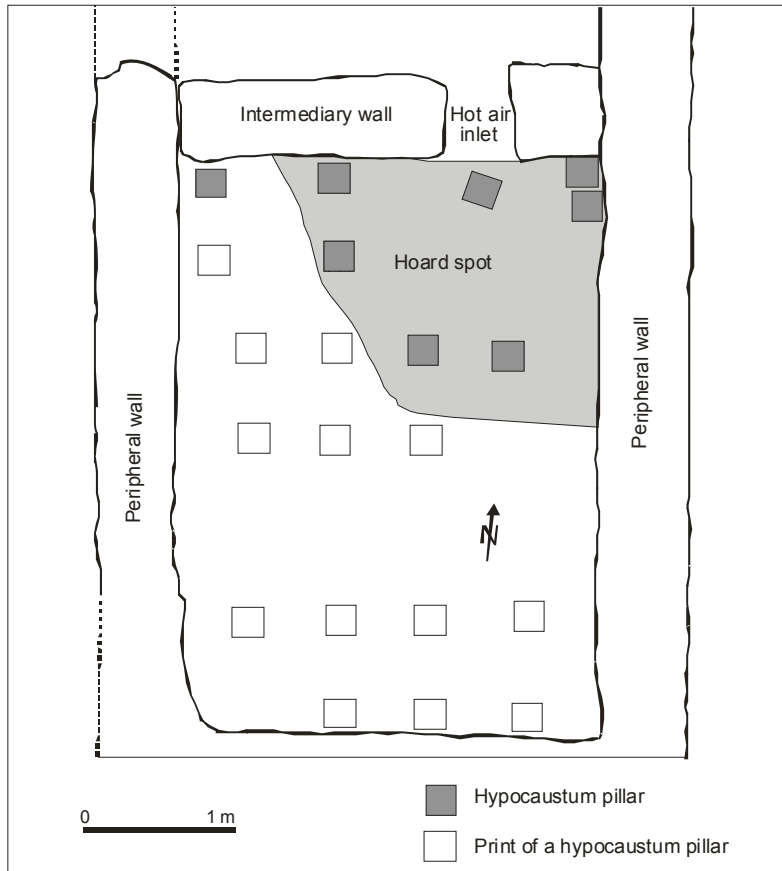 Intermediary wall
Hot air
inlet
Hoard spot
Peripheral wall
Peripheral wall
N
0 1 m
Hypocaustum pillar
Print of a hypocaustum pillar